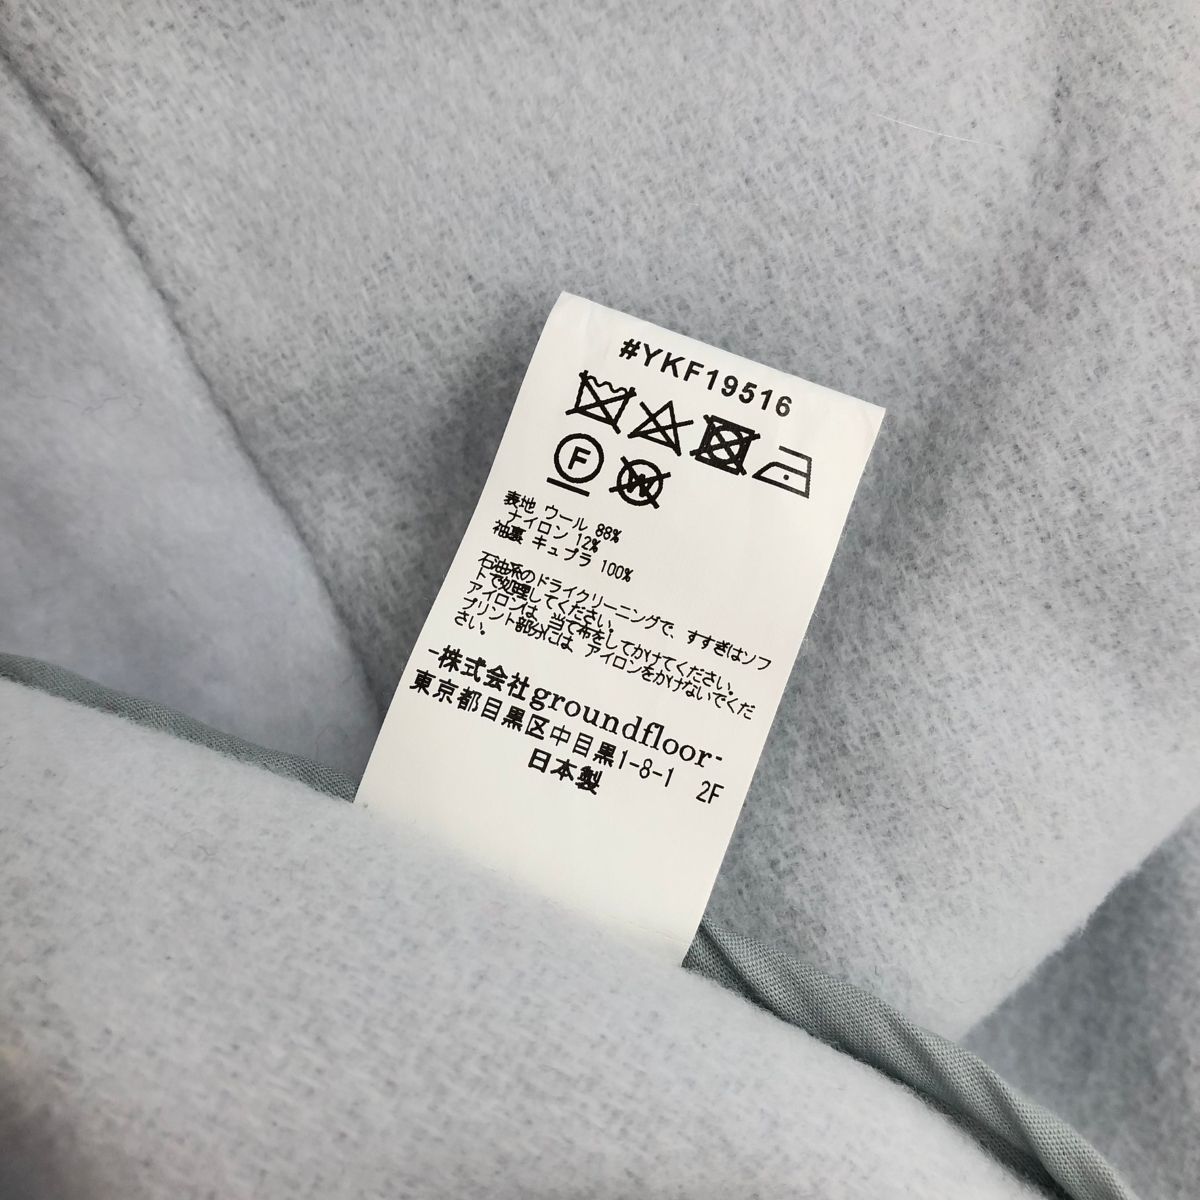 #YKF19516
F W
表地 ウール 88%
ナイロン 12%
袖裏 キュプラ 100%
石油系のドライクリーニングで、すすぎはソフ
トで処理してください。
アイロンは、当て布をしてかけてください。
プリント部分には、アイロンをかけないでくだ
さい。
-株式会社groundfloor-
東京都目黒区中目黒1-8-1 2F
日本製